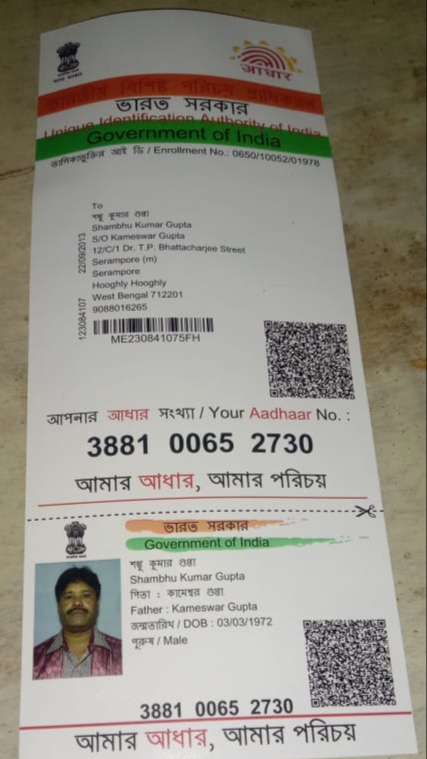 आधार
ভারত সরকার
Unique Identification Authority of India
Government of India
তালিকাভুক্তির আই ডি / Enrollment No.: 0650/10052/01978
To
শম্ভু কুমার গুপ্তা
Shambhu Kumar Gupta
S/O Kameswar Gupta
12/C/1 Dr. T.P. Bhattacharjee Street
Serampore (m)
Serampore
Hooghly Hooghly
West Bengal 712201
9088016265
22/09/2013
123084107
ME230841075FH
আপনার আধার সংখ্যা / Your Aadhaar No. :
3881 0065 2730
আমার আধার, আমার পরিচয়
ভারত সরকার
Government of India
শম্ভু কুমার গুপ্তা
Shambhu Kumar Gupta
পিতা : কামেশ্বর গুপ্তা
Father : Kameswar Gupta
জন্মতারিখ / DOB : 03/03/1972
পুরুষ / Male
3881 0065 2730
আমার আধার, আমার পরিচয়